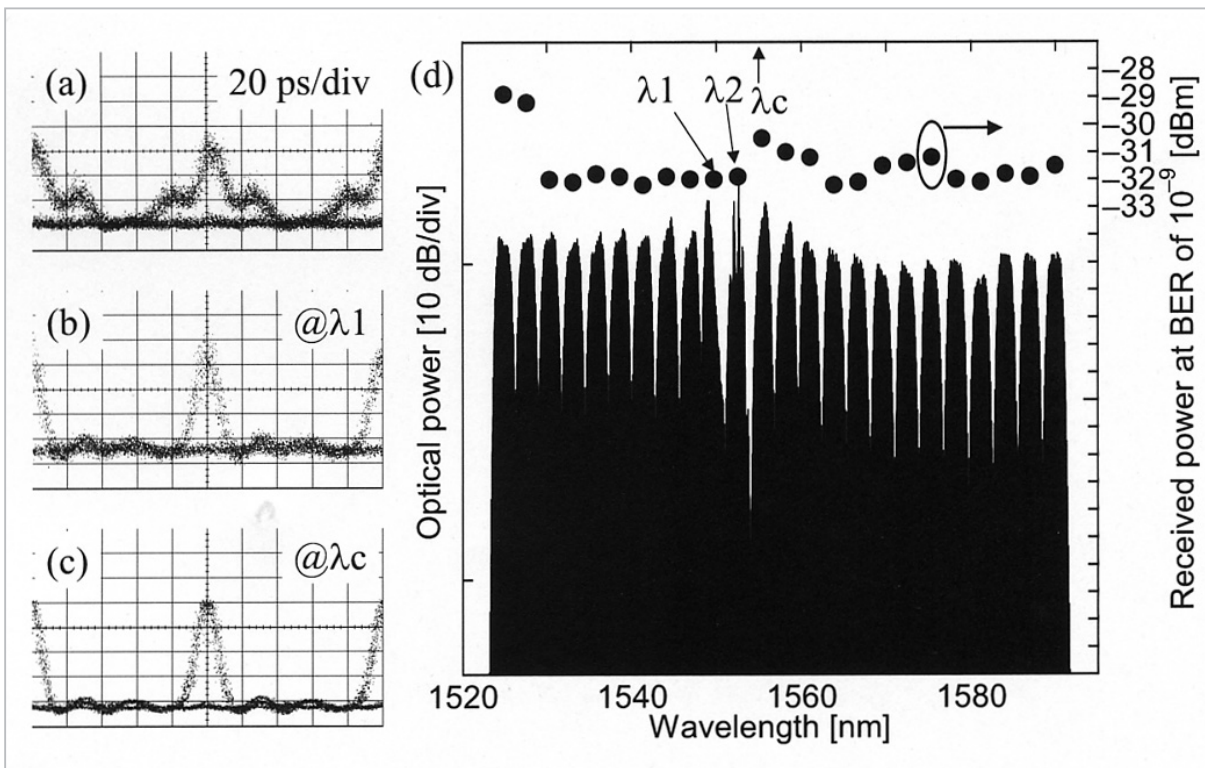 (a)
20 ps/div
(b)
@λ1
(c)
@λc
(d)
λ1
λ2
λc
Optical power [10 dB/div]
1520
1540
1560
1580
Wavelength [nm]
−28
−29
−30
−31
−32
−33
Received power at BER of 10⁻⁹ [dBm]